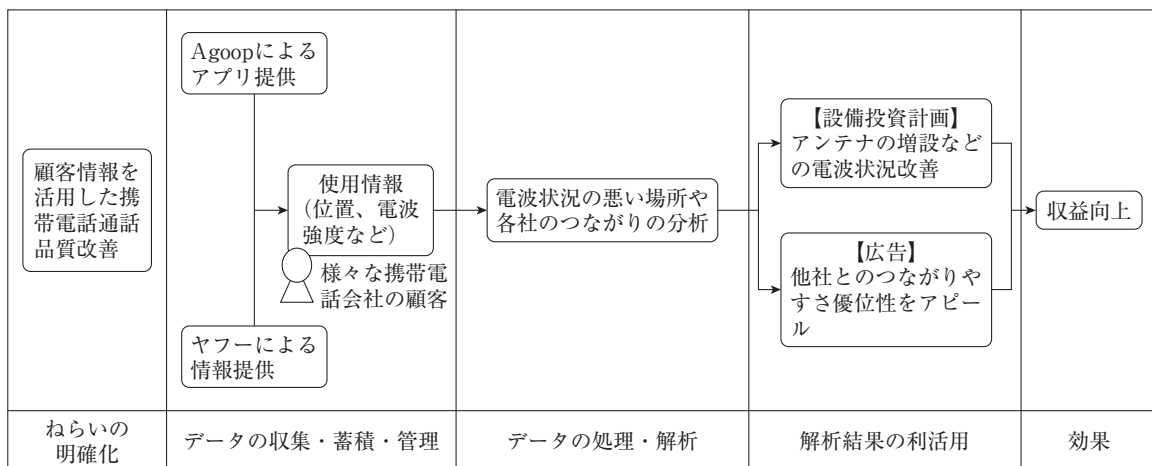 顧客情報を
活用した携
帯電話通話
品質改善
Agoopによる
アプリ提供
使用情報
(位置、電波
強度など)
様々な携帯電
話会社の顧客
ヤフーによる
情報提供
電波状況の悪い場所や
各社のつながりの分析
【設備投資計画】
アンテナの増設など
の電波状況改善
【広告】
他社とのつながりや
すさ優位性をアピー
ル
収益向上
ねらいの
明確化
データの収集・蓄積・管理
データの処理・解析
解析結果の利活用
効果